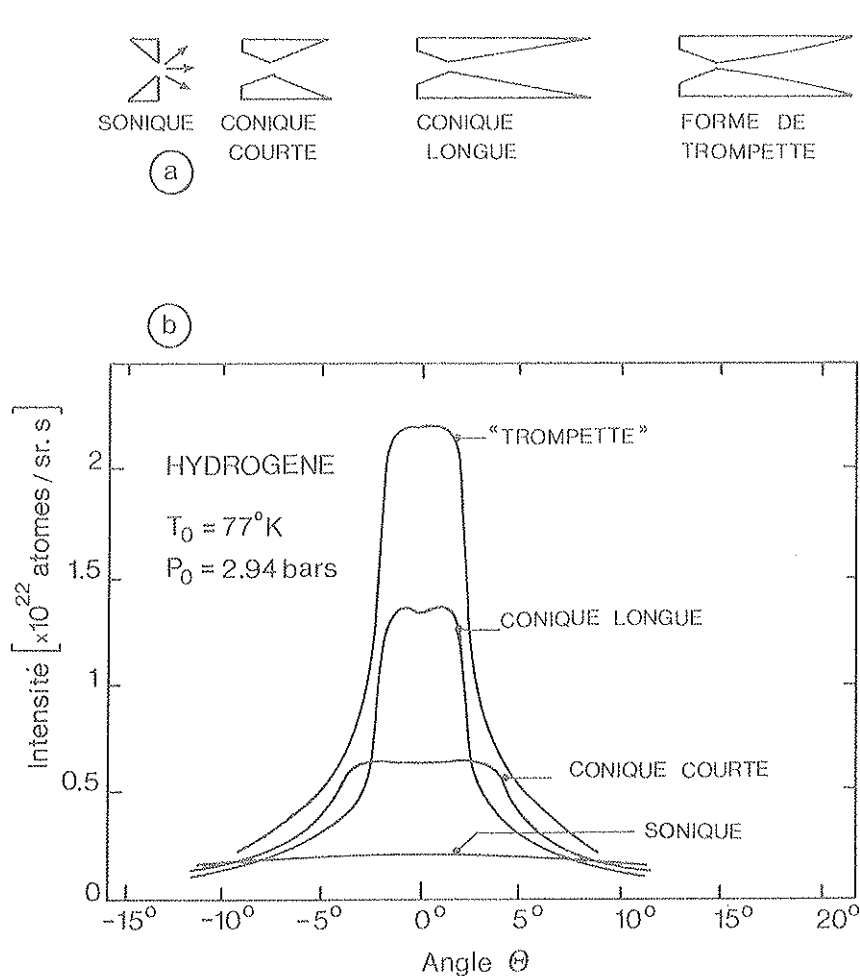 SONIQUE
CONIQUE
COURTE
CONIQUE
LONGUE
FORME DE
TROMPETTE
a
b
Intensité [x10²² atomes / sr. s]
2
1.5
1
0.5
0
HYDROGENE
T₀ = 77°K
P₀ = 2.94 bars
“TROMPETTE”
CONIQUE LONGUE
CONIQUE COURTE
SONIQUE
-15° -10° -5° 0° 5° 10° 15° 20°
Angle Θ